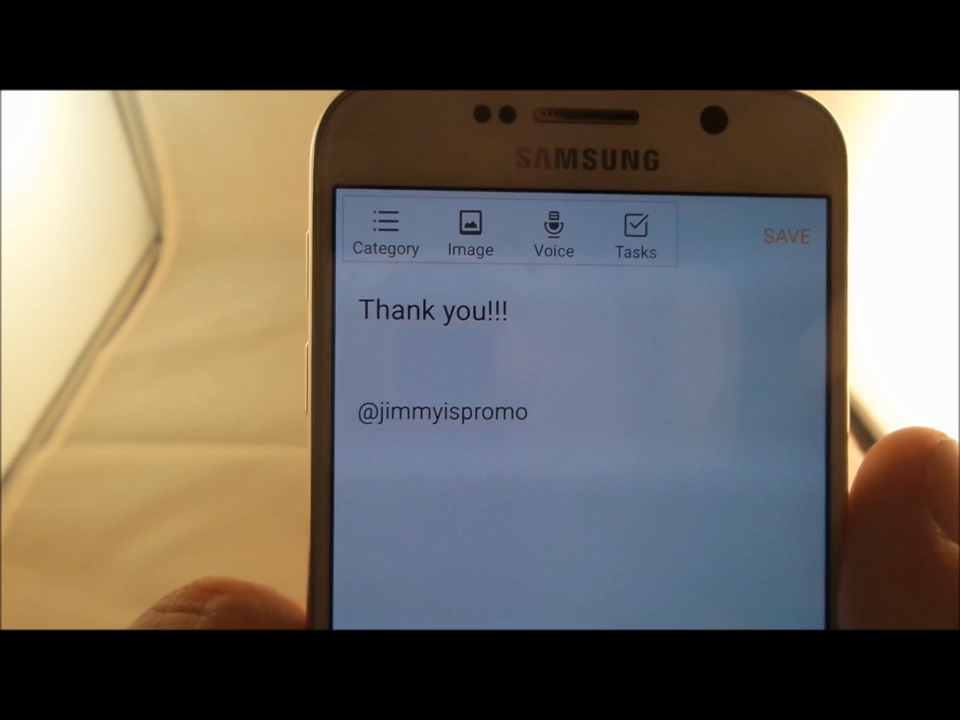 SAMSUNG
Category Image Voice Tasks
SAVE
Thank you!!!
@jimmyispromo